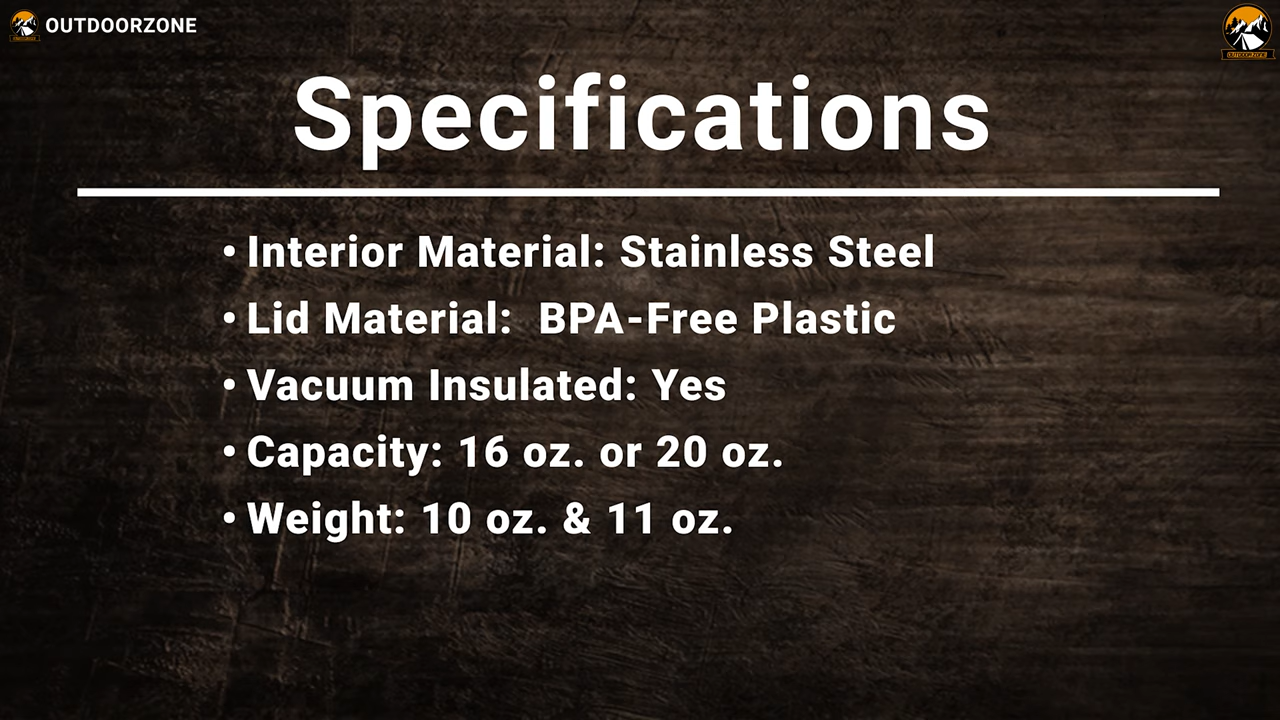 OUTDOORZONE
OUTDOORZONE
Specifications
• Interior Material: Stainless Steel
• Lid Material:  BPA-Free Plastic
• Vacuum Insulated: Yes
• Capacity: 16 oz. or 20 oz.
• Weight: 10 oz. & 11 oz.